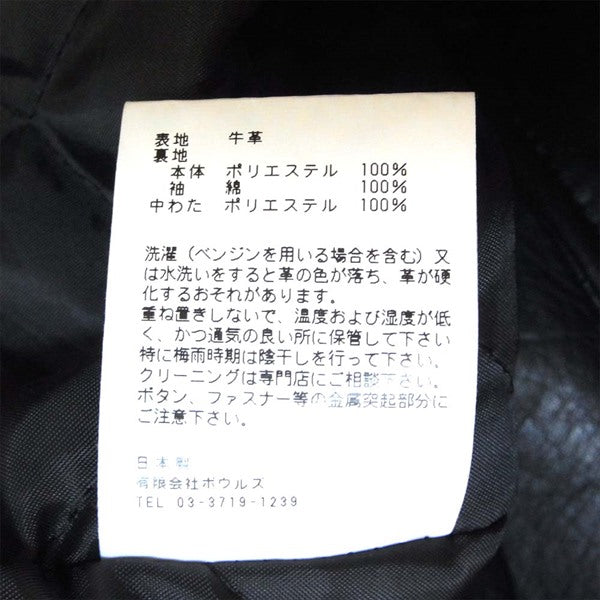 表地 牛革
裏地
本体 ポリエステル 100%
袖 綿 100%
中わた ポリエステル 100%
洗濯（ベンジンを用いる場合を含む）又
は水洗いをすると革の色が落ち、革が硬
化するおそれがあります。
重ね置きしないで、温度および湿度が低
く、かつ通気の良い所に保管して下さい
特に梅雨時期は陰干しを行って下さい。
クリーニングは専門店にご相談下さい。
ボタン、ファスナー等の金属突起部分に
ご注意下さい。
日本製
有限会社ボウルズ
TEL 03-3719-1239